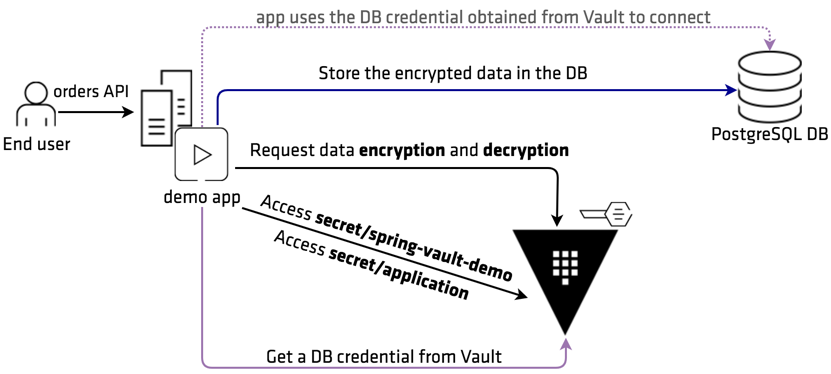 app uses the DB credential obtained from Vault to connect
Store the encrypted data in the DB
orders API
End user
PostgreSQL DB
Request data encryption and decryption
demo app
Access secret/spring-vault-demo
Access secret/application
Get a DB credential from Vault